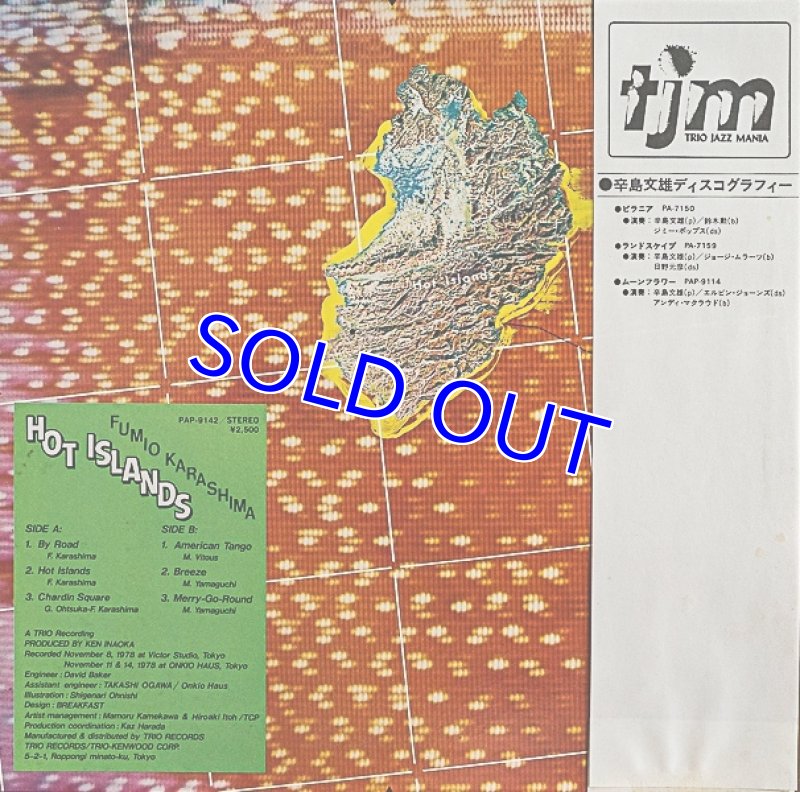 tjm
TRIO JAZZ MANIA
●辛島文雄ディスコグラフィー
●ピラニア PA-7150
●演奏：辛島文雄(p)／鈴木勲(b)
ジミー・ホップス(ds)
●ランドスケイプ PA-7159
●演奏：辛島文雄(p)／ジョージ・ムラーツ(b)
日野元彦(ds)
●ムーンフラワー PAP-9114
●演奏：辛島文雄(p)／エルビン・ジョーンズ(ds)
アンディ・マクラウド(b)
Hot Islands
SOLD OUT
PAP-9142／STEREO
¥2,500
HOT ISLANDS
FUMIO KARASHIMA
SIDE A:
1. By Road
F. Karashima
2. Hot Islands
F. Karashima
3. Chardin Square
G. Ohtsuka-F. Karashima
SIDE B:
1. American Tango
M. Vitous
2. Breeze
M. Yamaguchi
3. Merry-Go-Round
M. Yamaguchi
A TRIO Recording
PRODUCED BY KEN INAOKA
Recorded November 8, 1978 at Victor Studio, Tokyo
November 11 & 14, 1978 at ONKIO HAUS, Tokyo
Engineer : David Baker
Assistant engineer : TAKASHI OGAWA / Onkio Haus
Illustration : Shigenari Ohnishi
Design : BREAKFAST
Artist management : Mamoru Kamekawa & Hiroaki Itoh /TCP
Production coordination : Kaz Harada
Manufactured & distributed by TRIO RECORDS
TRIO RECORDS/TRIO-KENWOOD CORP.
5-2-1, Roppongi minato-ku, Tokyo